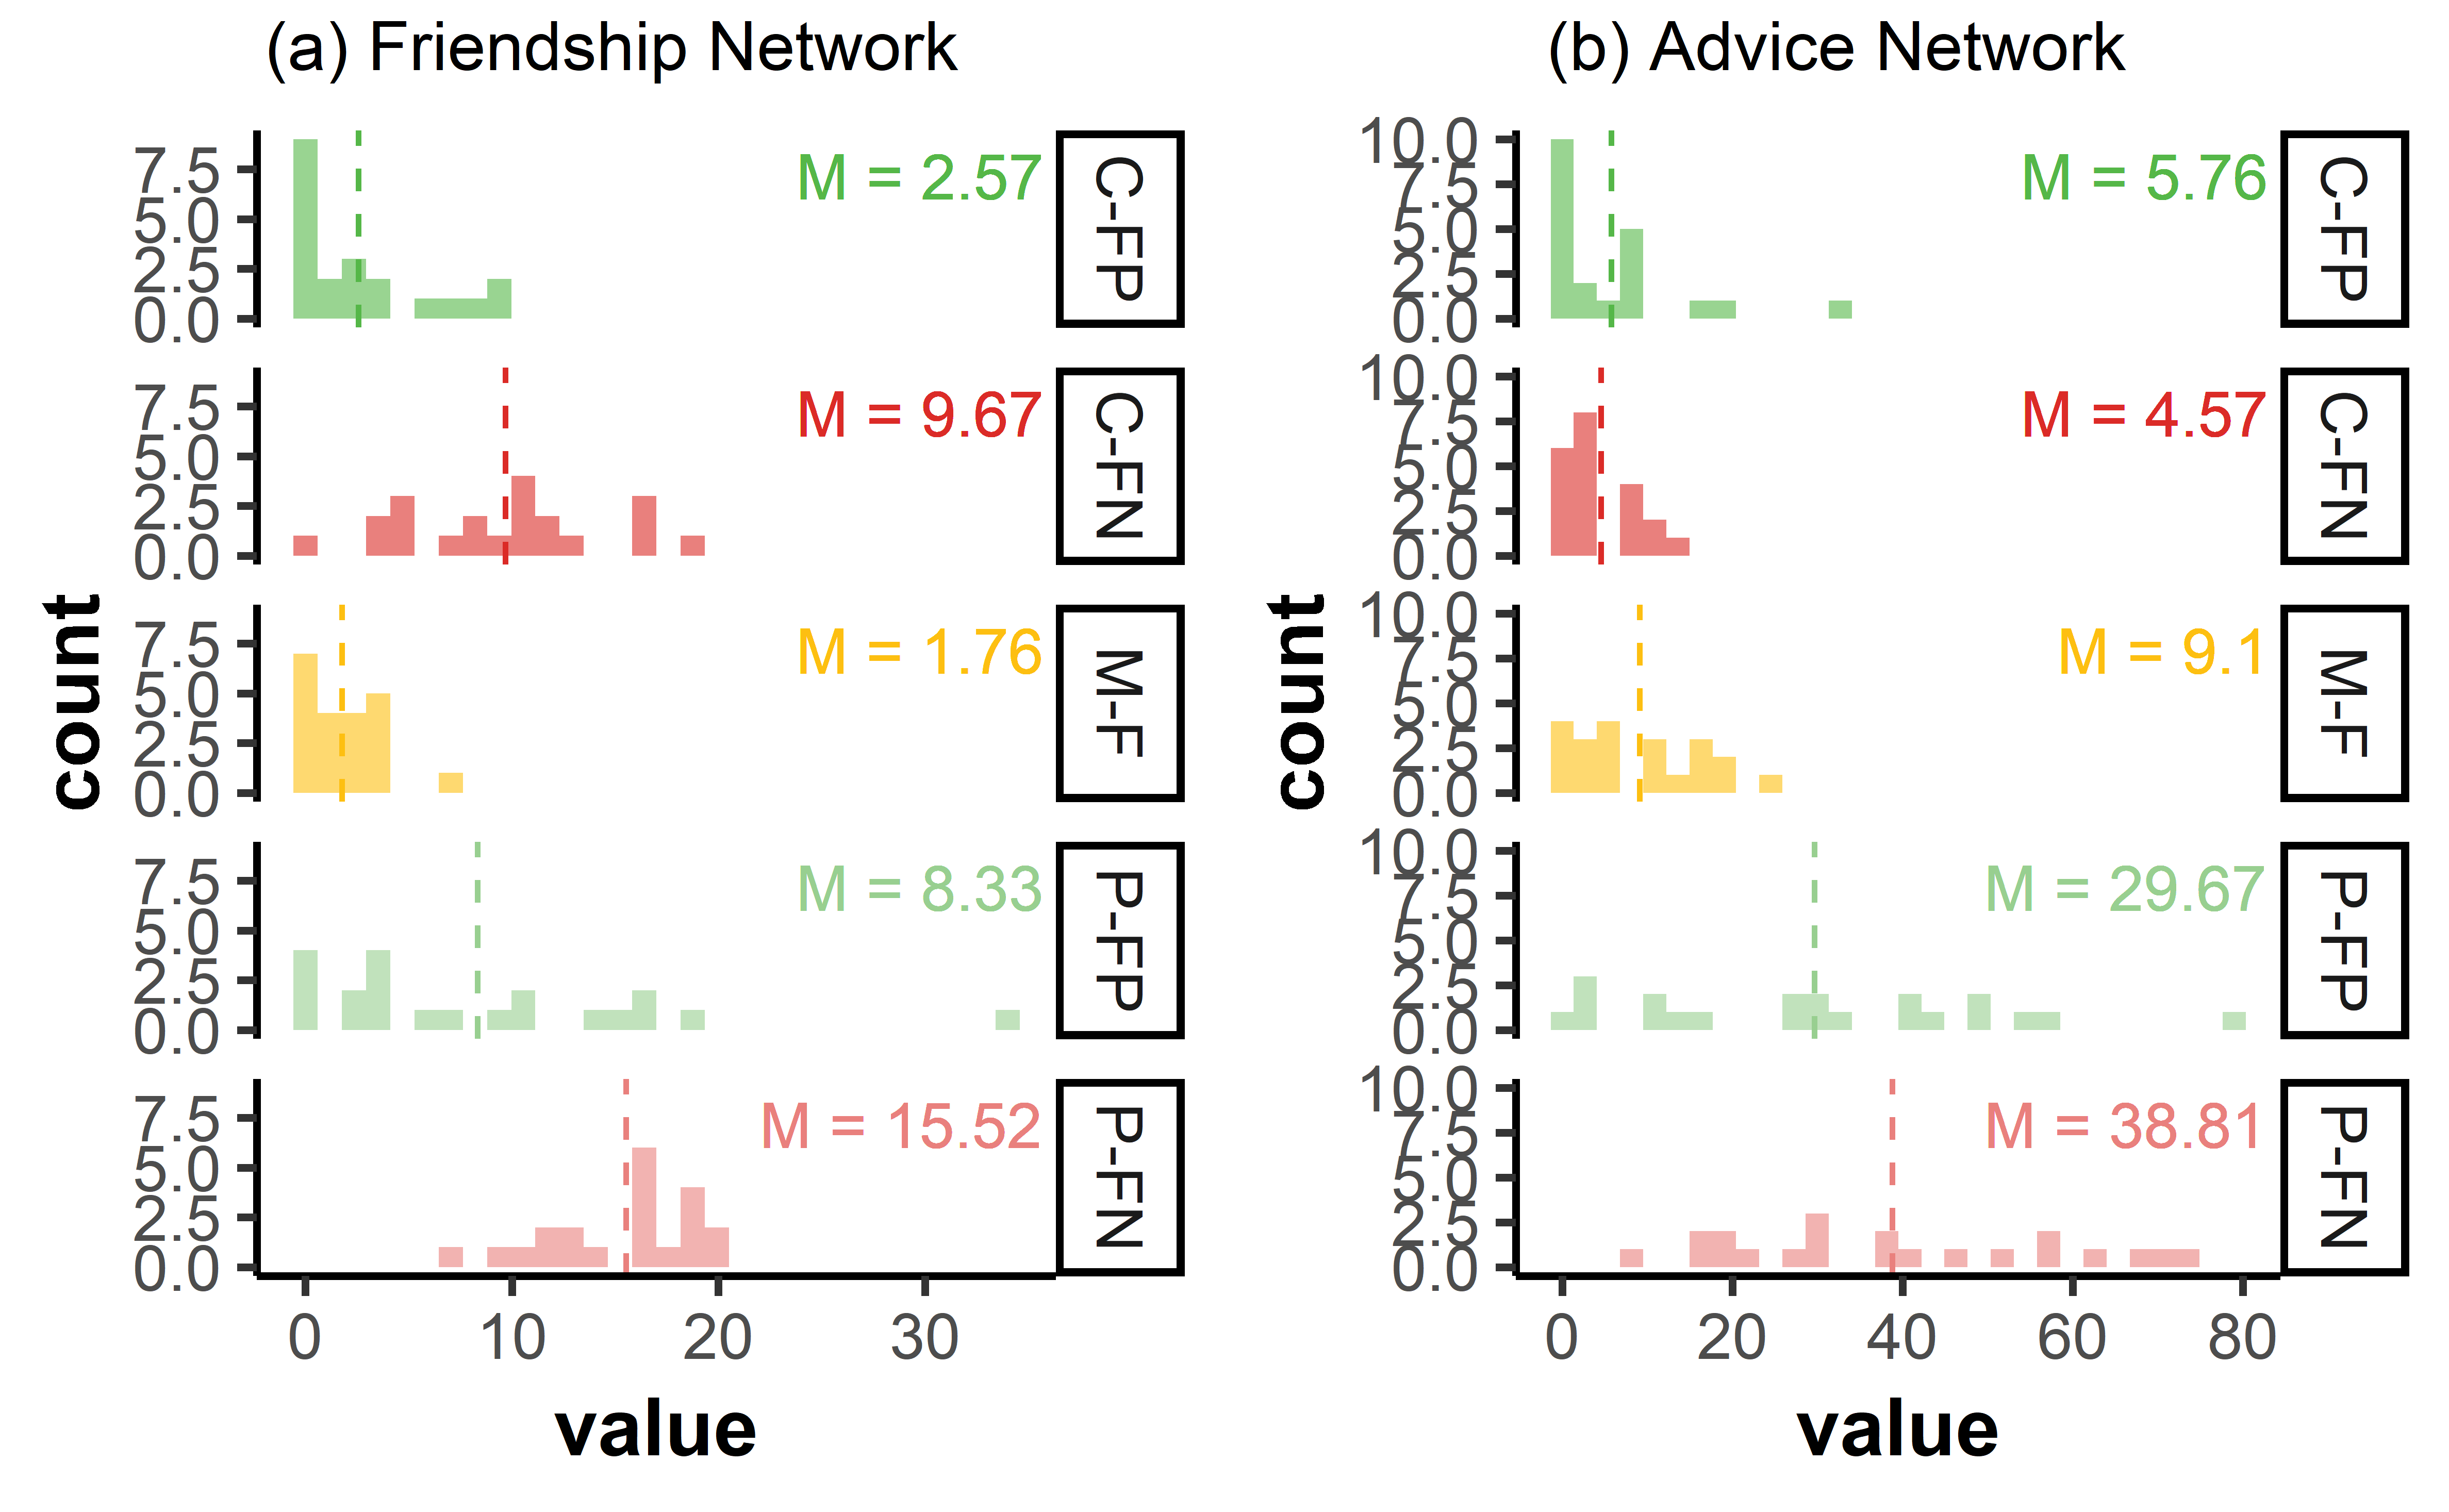 (a) Friendship Network
7.5
5.0
2.5
0.0
M = 2.57
C-FP
7.5
5.0
2.5
0.0
M = 9.67
C-FN
7.5
5.0
2.5
0.0
M = 1.76
M-F
7.5
5.0
2.5
0.0
M = 8.33
P-FP
7.5
5.0
2.5
0.0
M = 15.52
P-FN
count
0 10 20 30
value
(b) Advice Network
10.0
7.5
5.0
2.5
0.0
M = 5.76
C-FP
10.0
7.5
5.0
2.5
0.0
M = 4.57
C-FN
10.0
7.5
5.0
2.5
0.0
M = 9.1
M-F
10.0
7.5
5.0
2.5
0.0
M = 29.67
P-FP
10.0
7.5
5.0
2.5
0.0
M = 38.81
P-FN
count
0 20 40 60 80
value